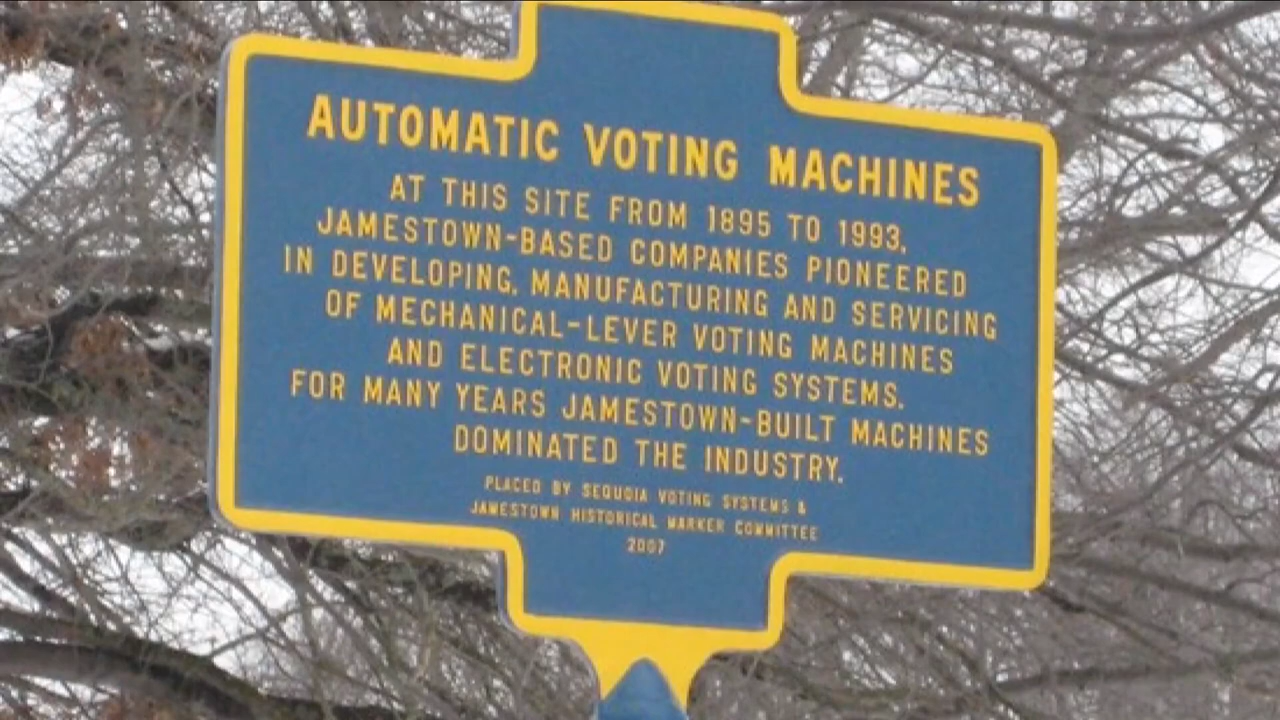 AUTOMATIC VOTING MACHINES
AT THIS SITE FROM 1895 TO 1993,
JAMESTOWN-BASED COMPANIES PIONEERED
IN DEVELOPING, MANUFACTURING AND SERVICING
OF MECHANICAL-LEVER VOTING MACHINES
AND ELECTRONIC VOTING SYSTEMS.
FOR MANY YEARS JAMESTOWN-BUILT MACHINES
DOMINATED THE INDUSTRY.
PLACED BY SEQUOIA VOTING SYSTEMS &
JAMESTOWN HISTORICAL MARKER COMMITTEE
2007